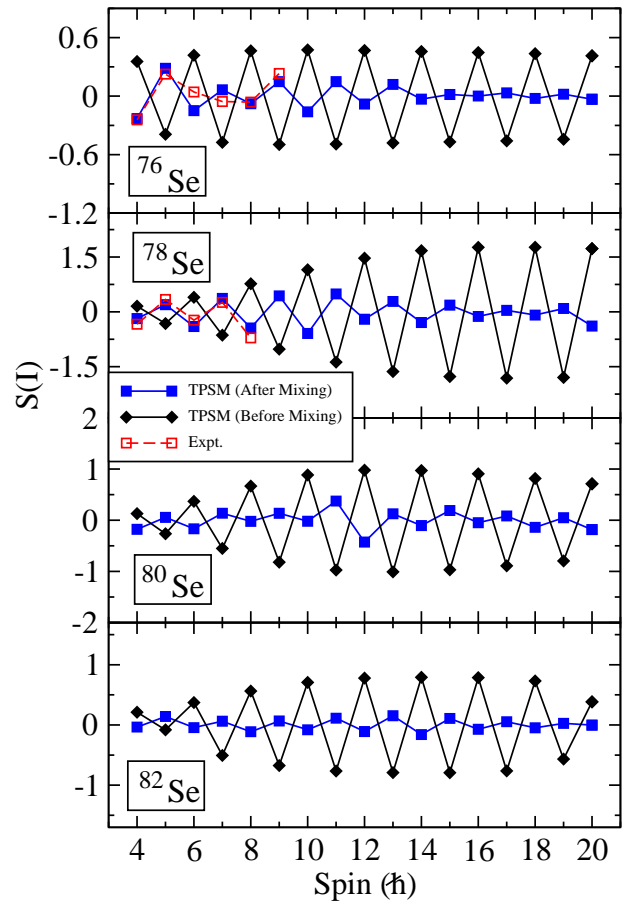 0.6
0
-0.6
-1.2
76Se
1.5
0
-1.5
78Se
TPSM (After Mixing)
TPSM (Before Mixing)
Expt.
S(I)
2
1
0
-1
-2
80Se
1
0
-1
82Se
4 6 8 10 12 14 16 18 20
Spin (ℏ)